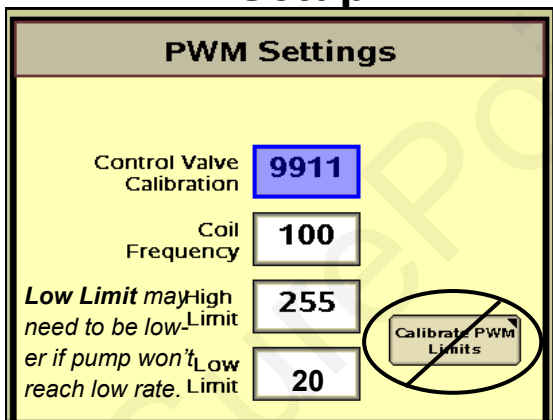 PWM Settings
Control Valve
Calibration
9911
Coil
Frequency
100
High
Limit
255
Low
Limit
20
Low Limit may
need to be low-
er if pump won't
reach low rate.
Calibrate PWM
Limits